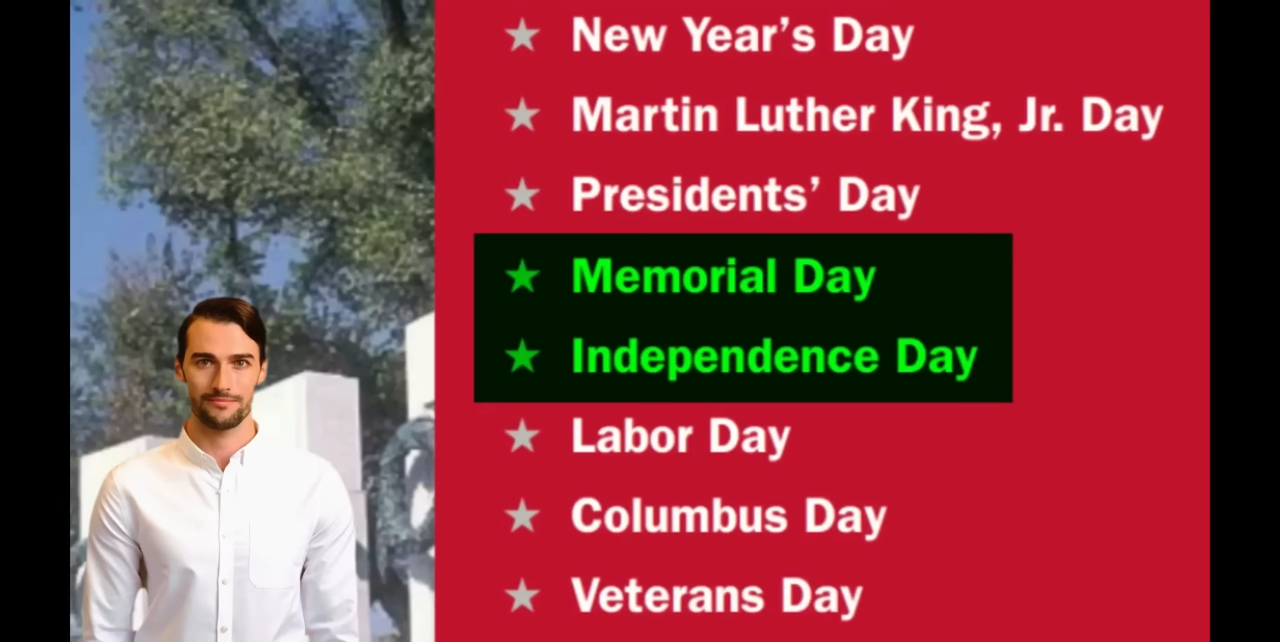 ★ New Year’s Day
★ Martin Luther King, Jr. Day
★ Presidents’ Day
★ Memorial Day
★ Independence Day
★ Labor Day
★ Columbus Day
★ Veterans Day